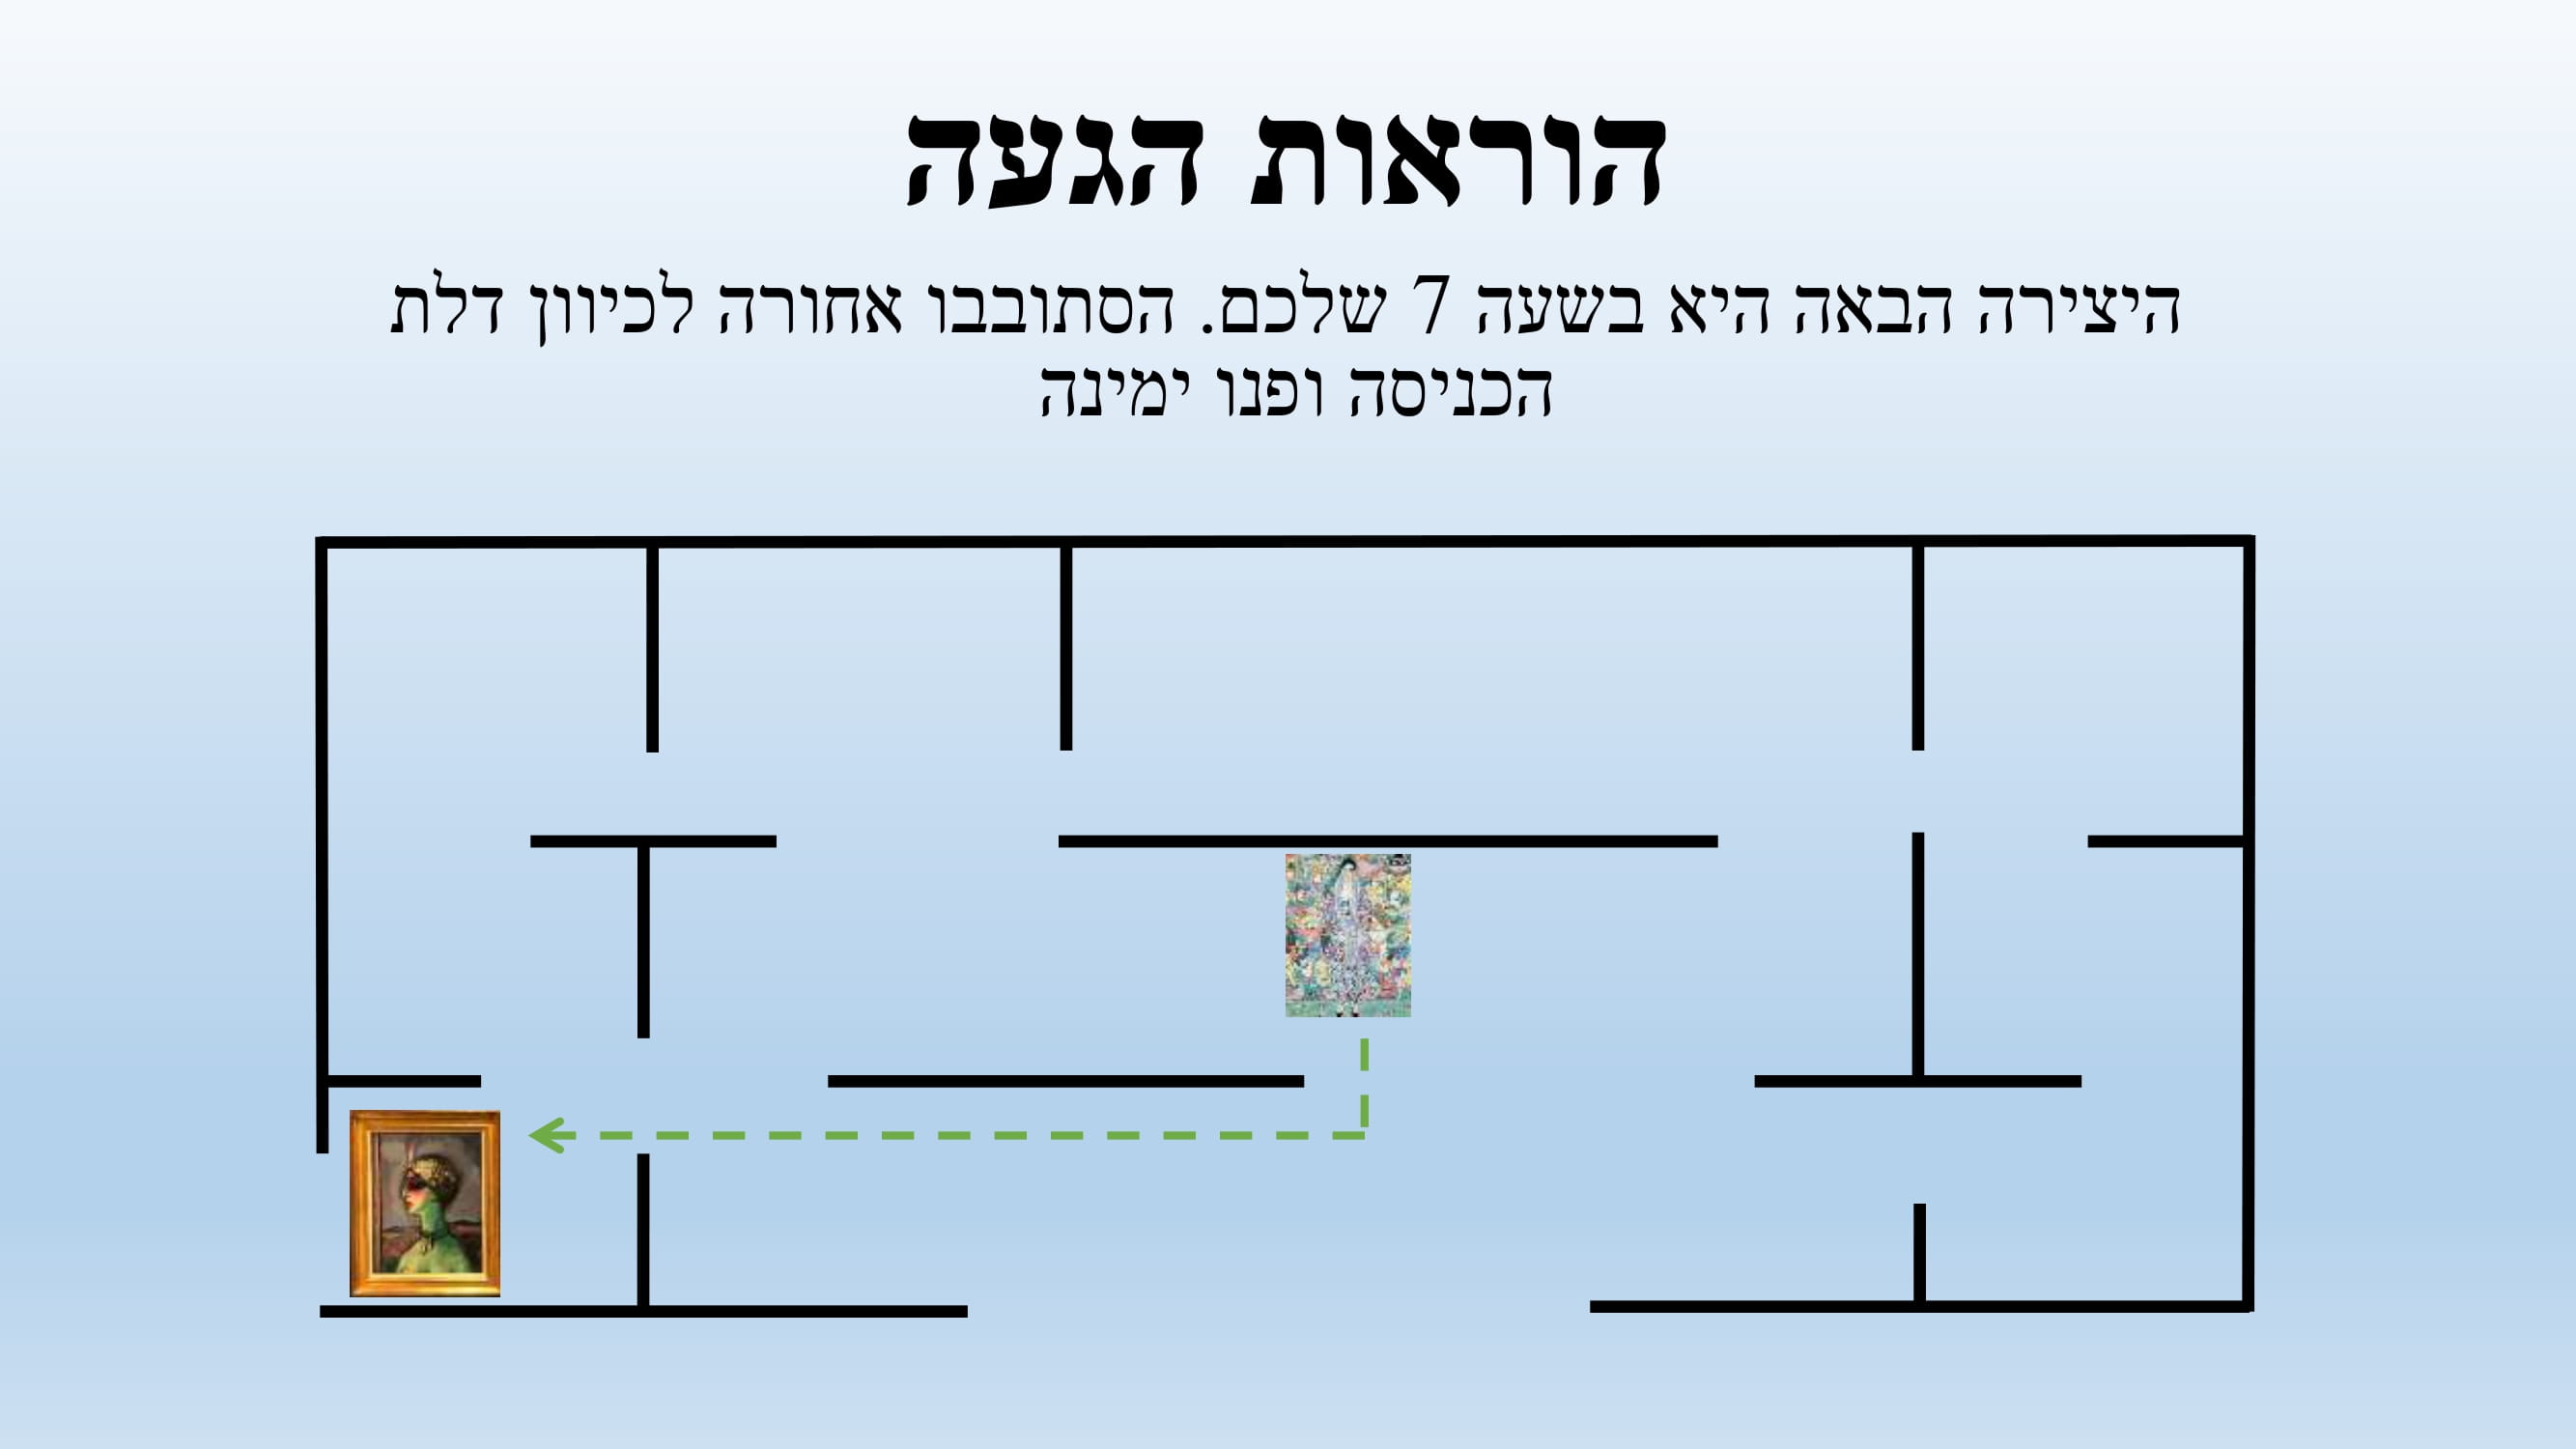 הוראות הגעה
היצירה הבאה היא בשעה 7 שלכם. הסתובבו אחורה לכיוון דלת
הכניסה ופנו ימינה